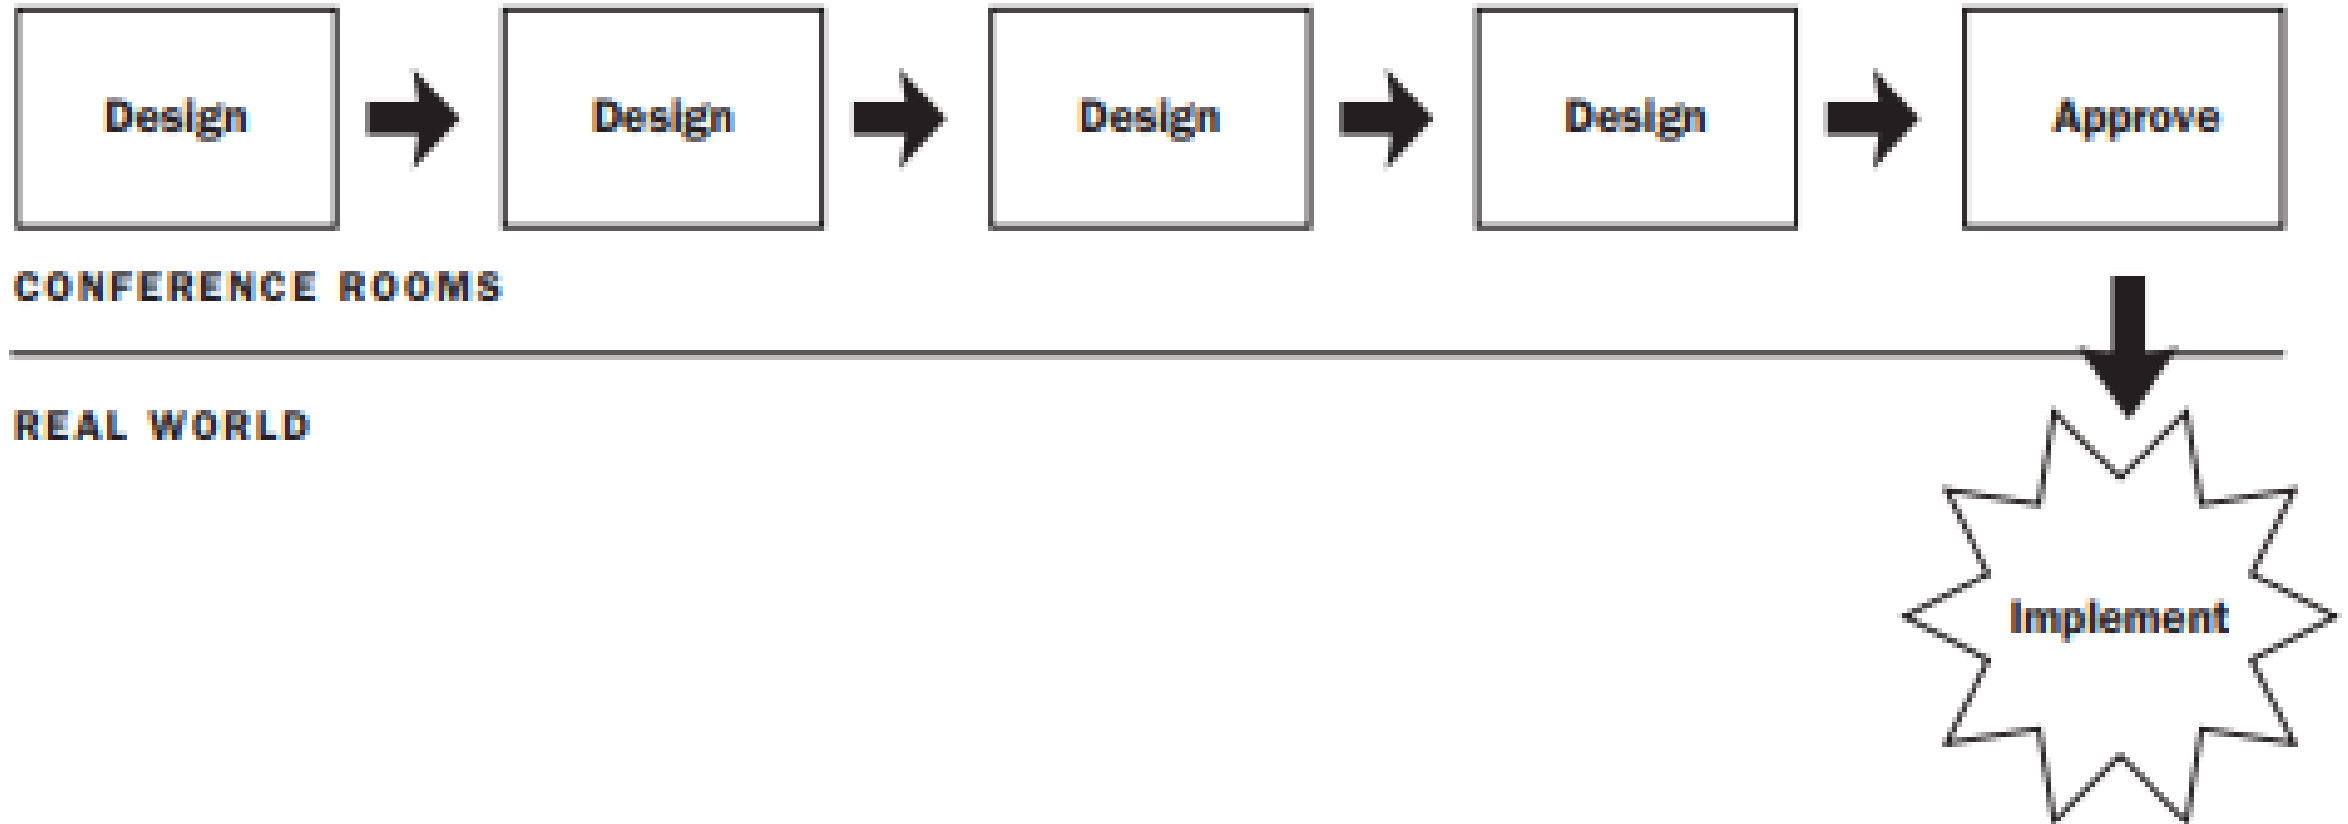 Design Design Design Design Approve
CONFERENCE ROOMS
REAL WORLD
Implement